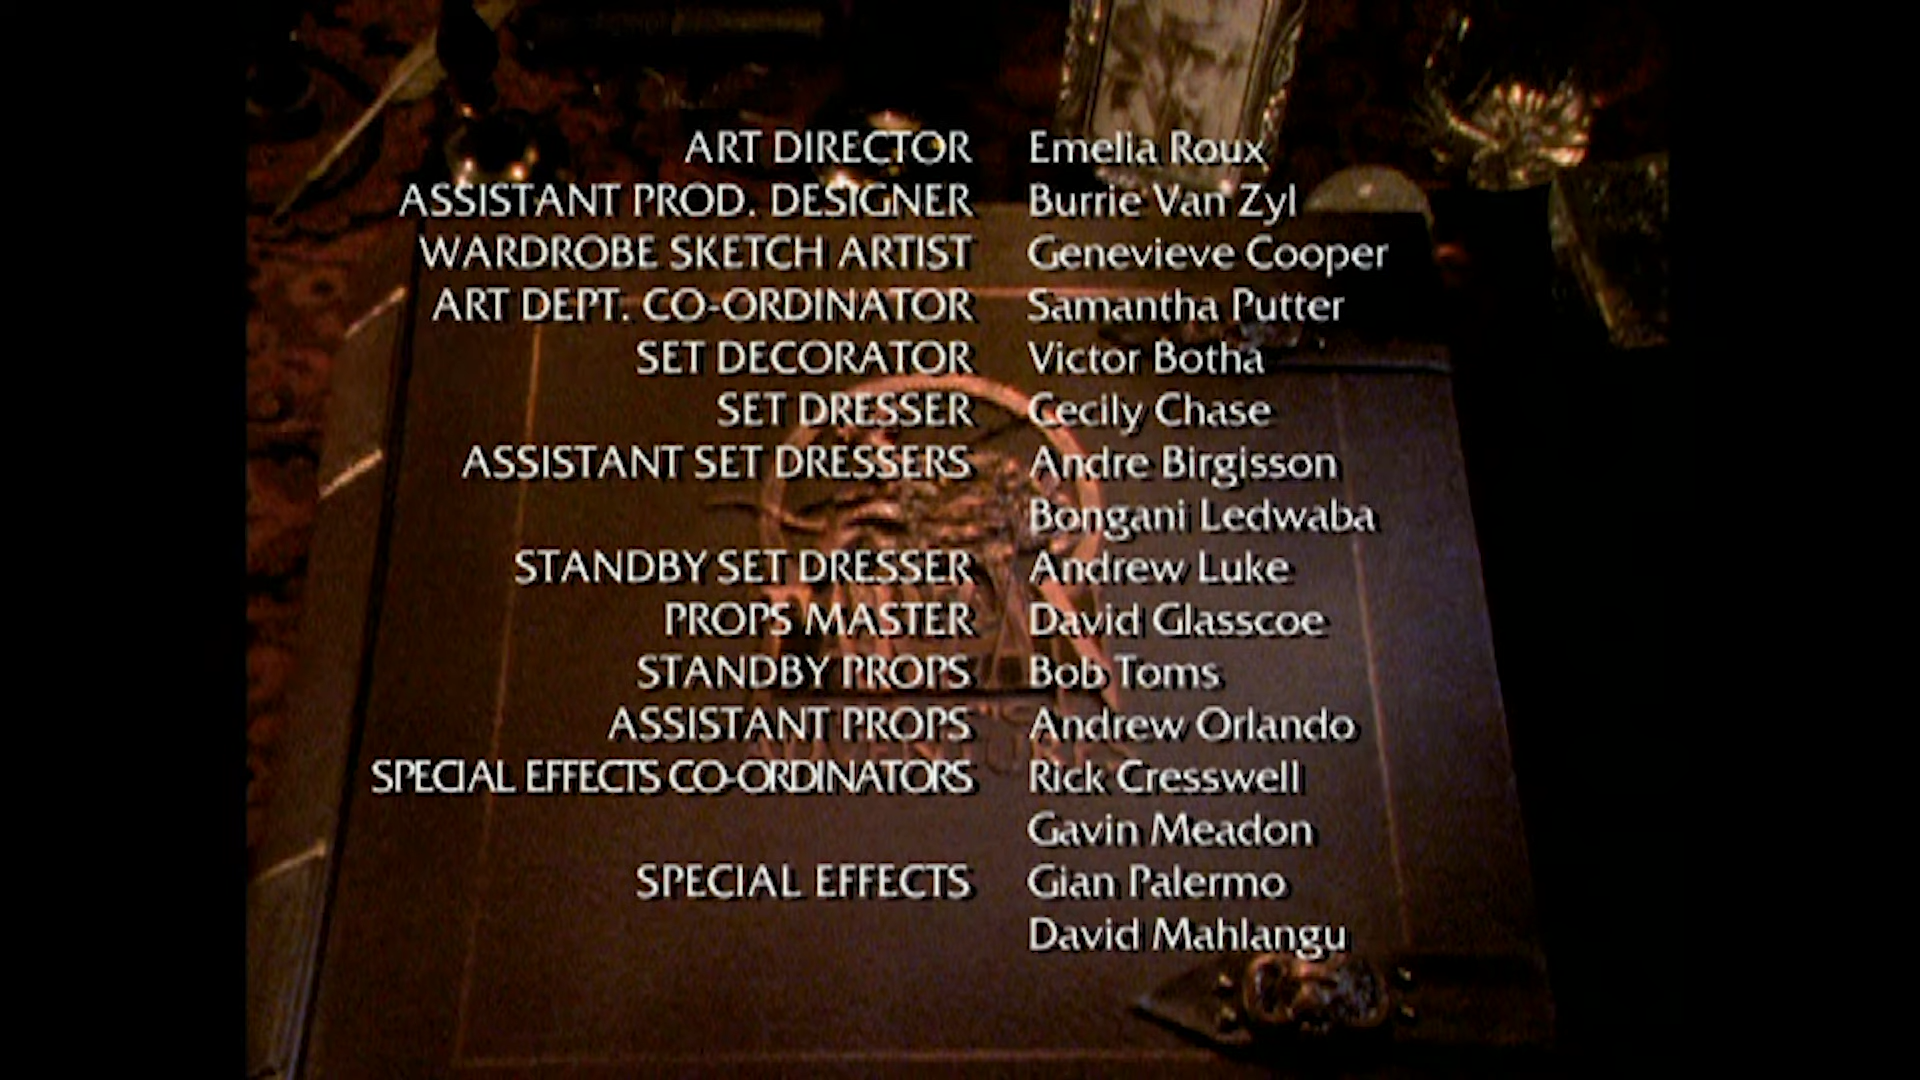 ART DIRECTOR Emelia Roux
ASSISTANT PROD. DESIGNER Burrie Van Zyl
WARDROBE SKETCH ARTIST Genevieve Cooper
ART DEPT. CO-ORDINATOR Samantha Putter
SET DECORATOR Victor Botha
SET DRESSER Cecily Chase
ASSISTANT SET DRESSERS Andre Birgisson
Bongani Ledwaba
STANDBY SET DRESSER Andrew Luke
PROPS MASTER David Glasscoe
STANDBY PROPS Bob Toms
ASSISTANT PROPS Andrew Orlando
SPECIAL EFFECTS CO-ORDINATORS Rick Cresswell
Gavin Meadon
SPECIAL EFFECTS Gian Palermo
David Mahlangu